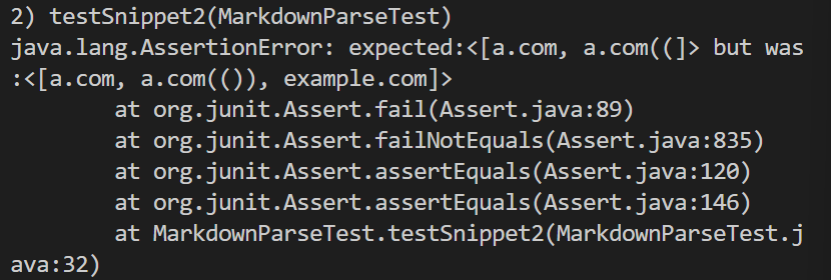 2) testSnippet2(MarkdownParseTest)
java.lang.AssertionError: expected:<[a.com, a.com((]> but was
:<[a.com, a.com(()), example.com]>
        at org.junit.Assert.fail(Assert.java:89)
        at org.junit.Assert.failNotEquals(Assert.java:835)
        at org.junit.Assert.assertEquals(Assert.java:120)
        at org.junit.Assert.assertEquals(Assert.java:146)
        at MarkdownParseTest.testSnippet2(MarkdownParseTest.j
ava:32)